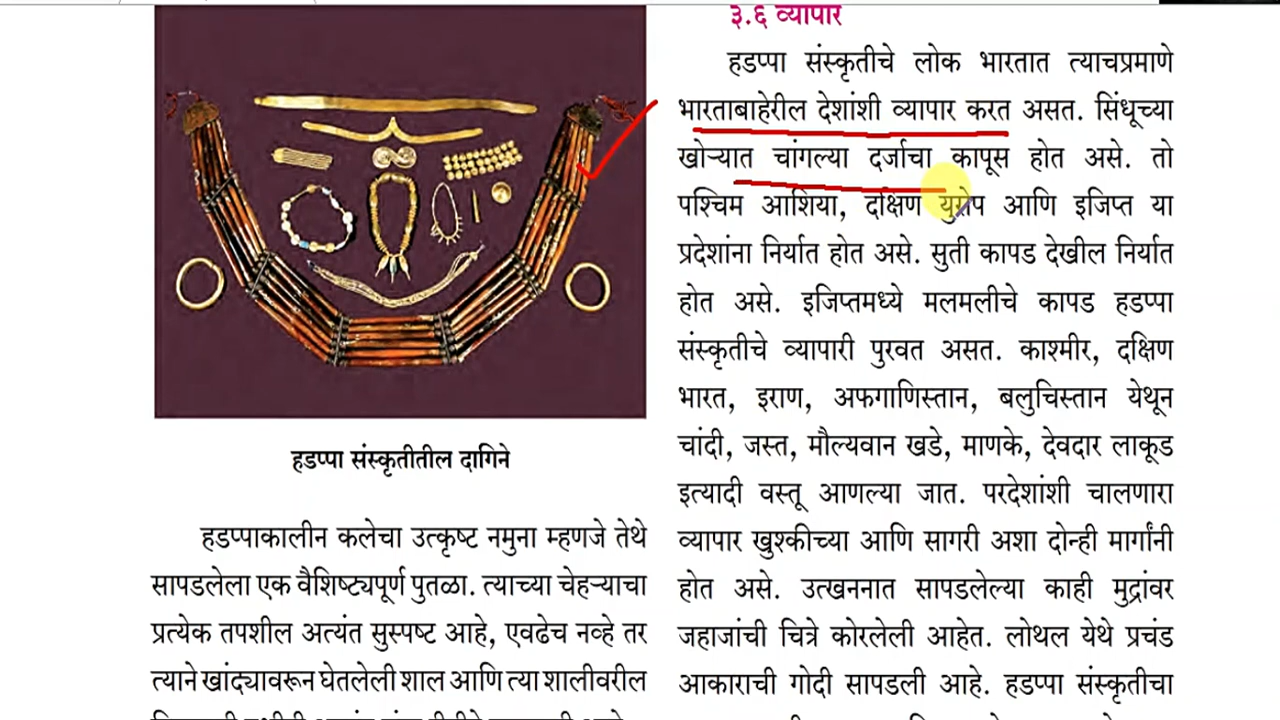 हडप्पा संस्कृतीतील दागिने
हडप्पाकालीन कलेचा उत्कृष्ट नमुना म्हणजे तेथे
सापडलेला एक वैशिष्ट्यपूर्ण पुतळा. त्याच्या चेहऱ्याचा
प्रत्येक तपशील अत्यंत सुस्पष्ट आहे, एवढेच नव्हे तर
त्याने खांद्यावरून घेतलेली शाल आणि त्या शालीवरील
३.६ व्यापार
हडप्पा संस्कृतीचे लोक भारतात त्याचप्रमाणे
भारताबाहेरील देशांशी व्यापार करत असत. सिंधूच्या
खोऱ्यात चांगल्या दर्जाचा कापूस होत असे. तो
पश्चिम आशिया, दक्षिण युरोप आणि इजिप्त या
प्रदेशांना निर्यात होत असे. सुती कापड देखील निर्यात
होत असे. इजिप्तमध्ये मलमलीचे कापड हडप्पा
संस्कृतीचे व्यापारी पुरवत असत. काश्मीर, दक्षिण
भारत, इराण, अफगाणिस्तान, बलुचिस्तान येथून
चांदी, जस्त, मौल्यवान खडे, माणके, देवदार लाकूड
इत्यादी वस्तू आणल्या जात. परदेशांशी चालणारा
व्यापार खुश्कीच्या आणि सागरी अशा दोन्ही मार्गांनी
होत असे. उत्खननात सापडलेल्या काही मुद्रांवर
जहाजांची चित्रे कोरलेली आहेत. लोथल येथे प्रचंड
आकाराची गोदी सापडली आहे. हडप्पा संस्कृतीचा